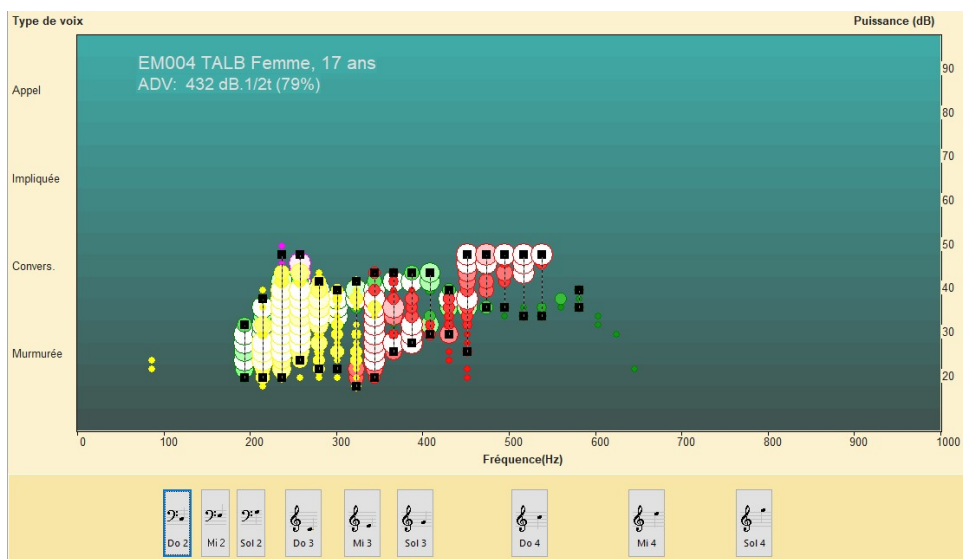 Type de voix
Puissance (dB)
EM004 TALB Femme, 17 ans
ADV: 432 dB.1/2t (79%)
90
Appel
80
70
Impliquée
60
50
Convers.
40
30
Murmurée
20
0 100 200 300 400 500 600 700 800 900 1000
Fréquence(Hz)
Do 2 Mi 2 Sol 2 Do 3 Mi 3 Sol 3 Do 4 Mi 4 Sol 4